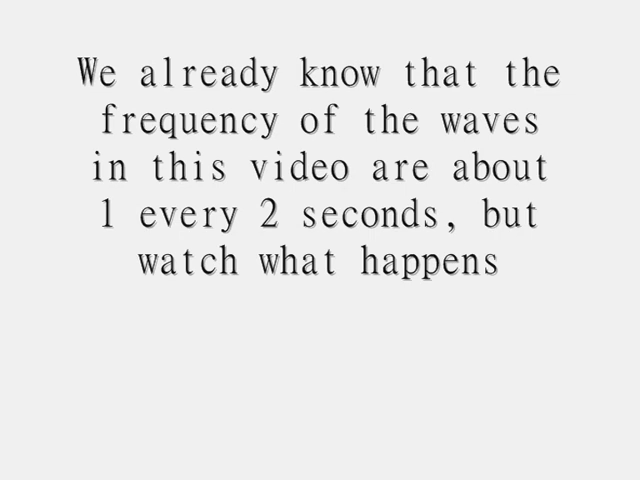 We already know that the
frequency of the waves
in this video are about
1 every 2 seconds, but
watch what happens